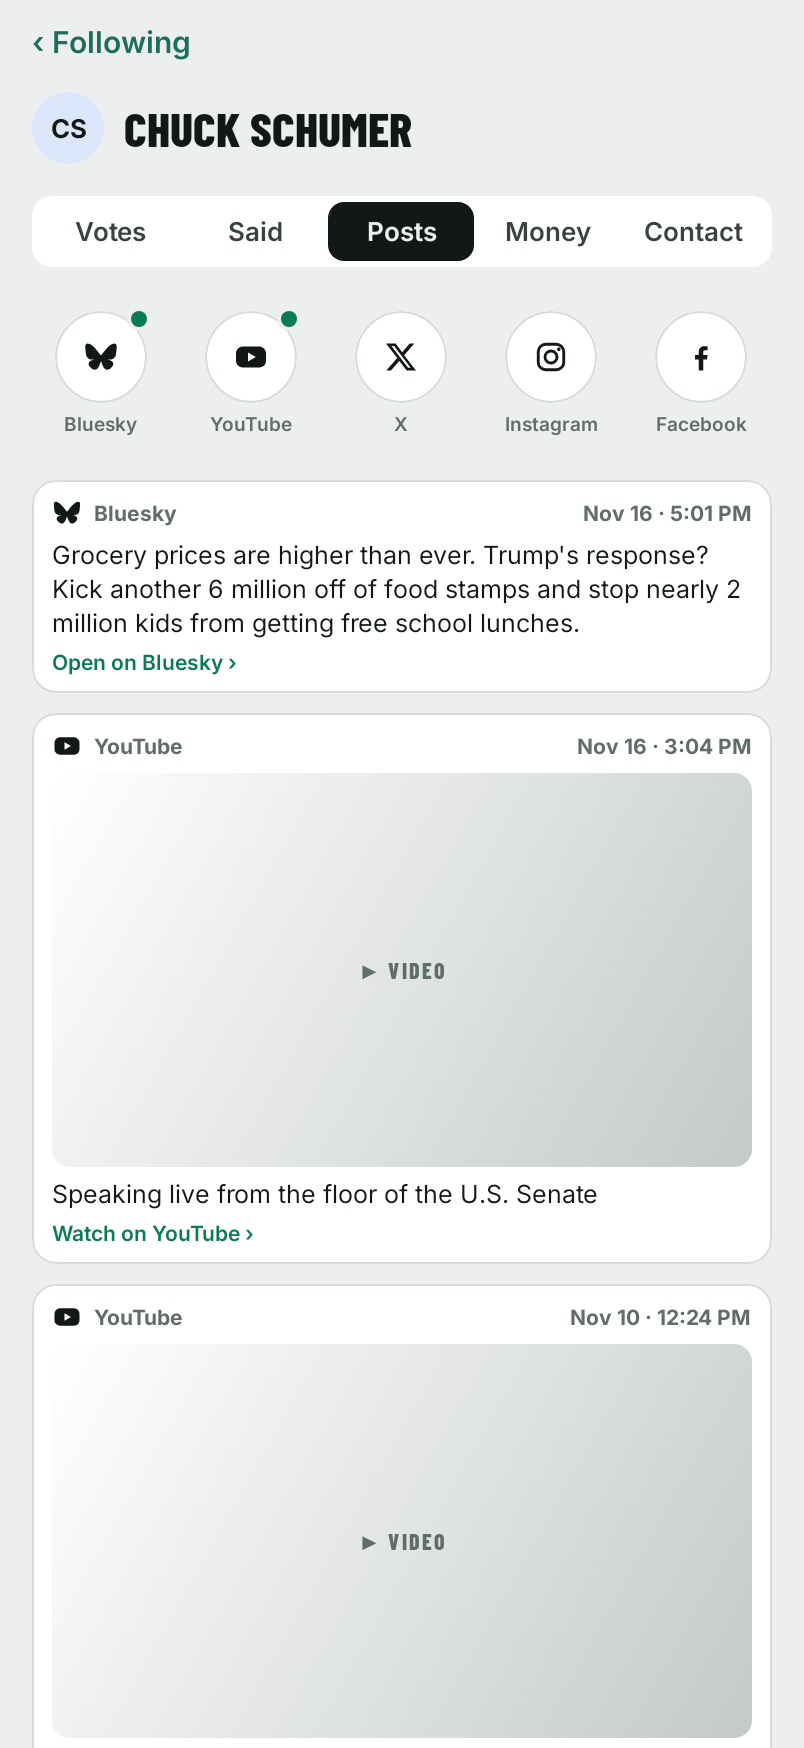 ‹ Following
CS
CHUCK SCHUMER
Votes Said Posts Money Contact
Bluesky YouTube X Instagram Facebook
Bluesky Nov 16 · 5:01 PM
Grocery prices are higher than ever. Trump's response?
Kick another 6 million off of food stamps and stop nearly 2
million kids from getting free school lunches.
Open on Bluesky ›
YouTube Nov 16 · 3:04 PM
▶ VIDEO
Speaking live from the floor of the U.S. Senate
Watch on YouTube ›
YouTube Nov 10 · 12:24 PM
▶ VIDEO